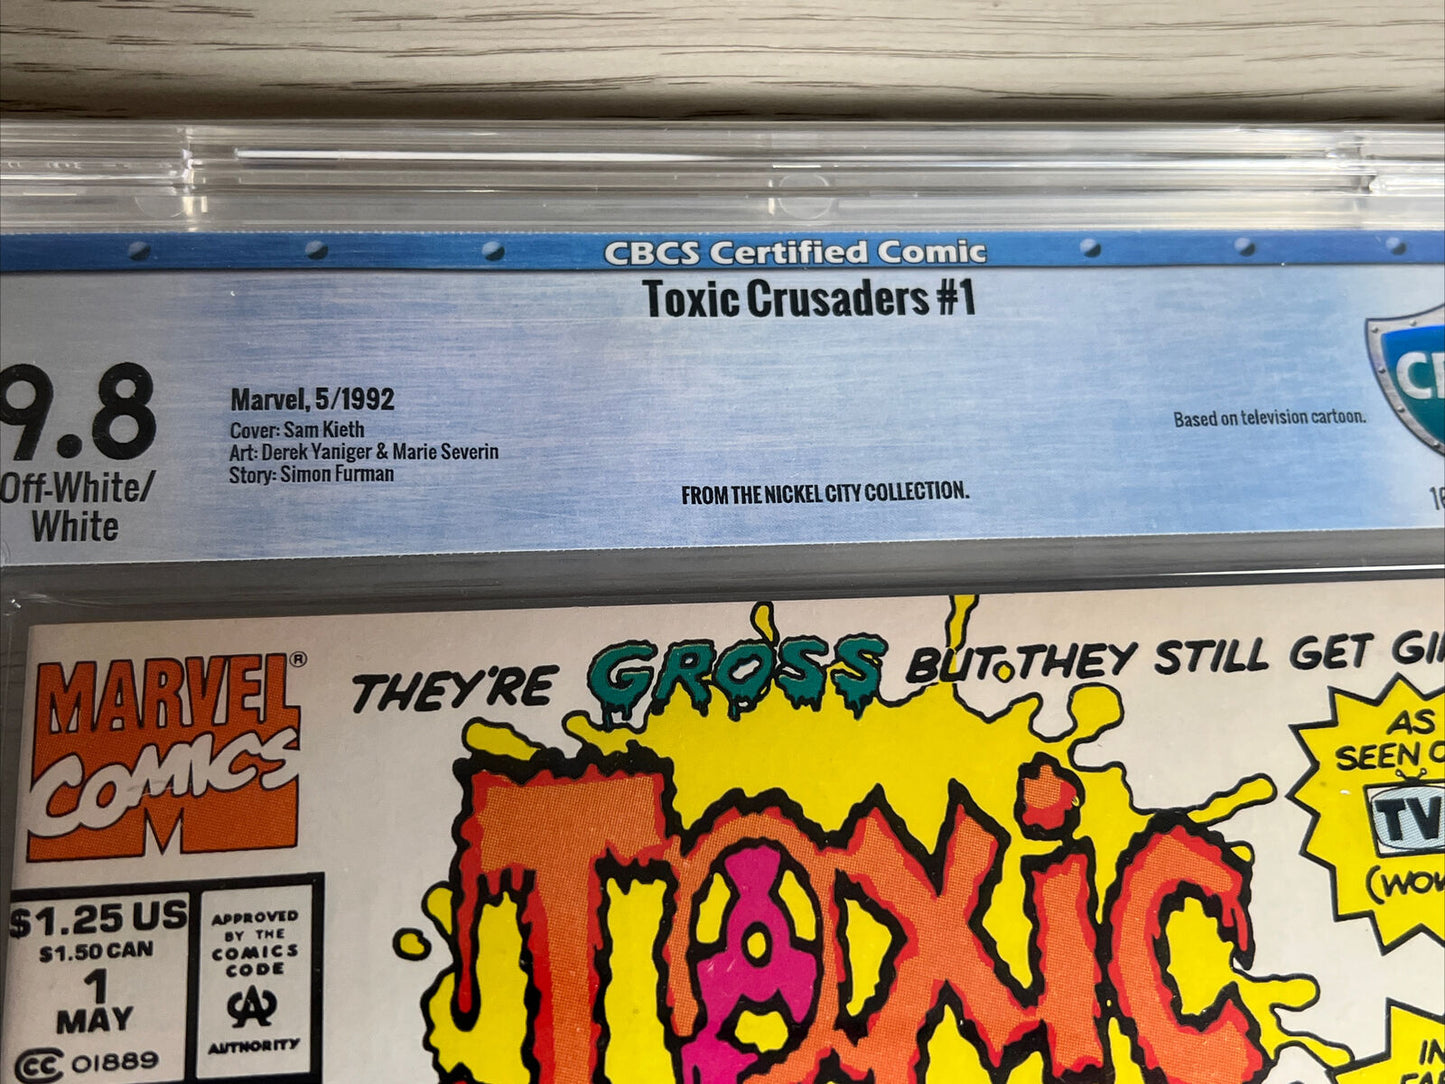 CBCS Certified Comic
Toxic Crusaders #1
9.8
Off-White/
White
Marvel, 5/1992
Cover: Sam Kieth
Art: Derek Yaniger & Marie Severin
Story: Simon Furman
FROM THE NICKEL CITY COLLECTION.
Based on television cartoon.
MARVEL®
COMICS
THEY'RE GROSS BUT THEY STILL GET
AS
SEEN
TV
TOXIC
$1.25 US
$1.50 CAN
1
MAY
CC 01889
APPROVED
BY THE
COMICS
CODE
CA
AUTHORITY